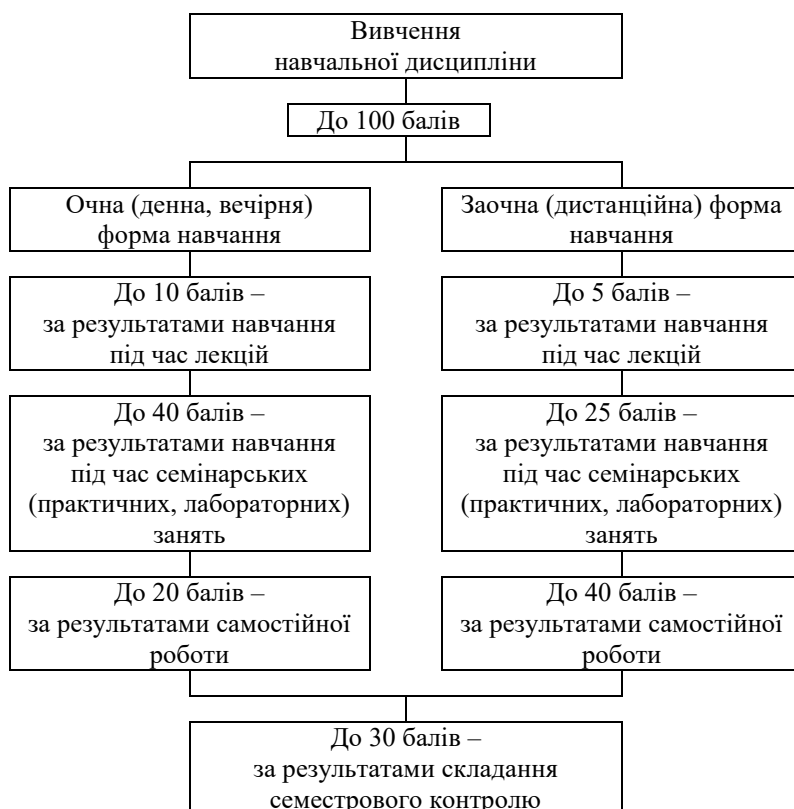 Вивчення
навчальної дисципліни
До 100 балів
Очна (денна, вечірня)
форма навчання
До 10 балів –
за результатами навчання
під час лекцій
До 40 балів –
за результатами навчання
під час семінарських
(практичних, лабораторних)
занять
До 20 балів –
за результатами самостійної
роботи
Заочна (дистанційна) форма
навчання
До 5 балів –
за результатами навчання
під час лекцій
До 25 балів –
за результатами навчання
під час семінарських
(практичних, лабораторних)
занять
До 40 балів –
за результатами самостійної
роботи
До 30 балів –
за результатами складання
семестрового контролю